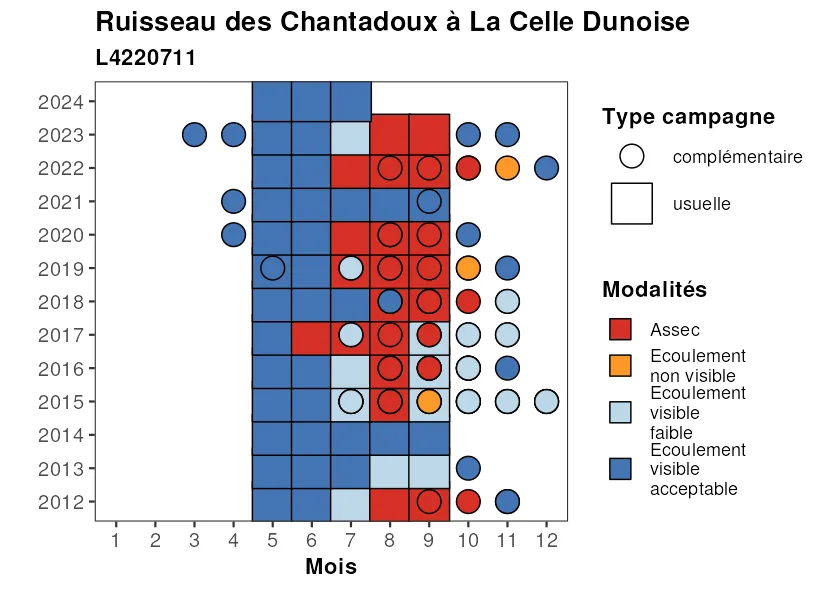 Ruisseau des Chantadoux à La Celle Dunoise
L4220711
2024
2023
2022
2021
2020
2019
2018
2017
2016
2015
2014
2013
2012
1 2 3 4 5 6 7 8 9 10 11 12
Mois
Type campagne
complémentaire
usuelle
Modalités
Assec
Ecoulement
non visible
Ecoulement
visible
faible
Ecoulement
visible
acceptable